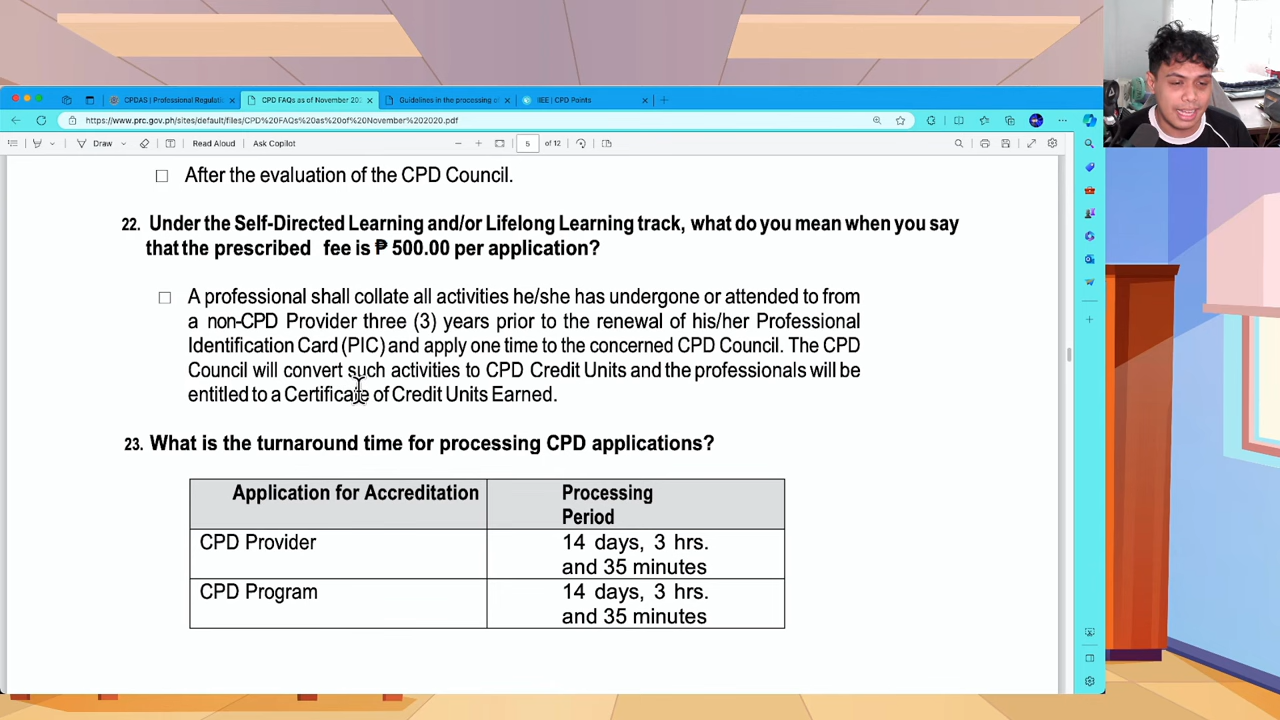 CPDAS | Professional Regulati
CPD FAQs as of November 202
Guidelines in the processing of
IIEE | CPD Points
https://www.prc.gov.ph/sites/default/files/CPD%20FAQs%20as%20of%20November%202020.pdf
Draw
Read Aloud
Ask Copilot
5
of 12
After the evaluation of the CPD Council.
22. Under the Self-Directed Learning and/or Lifelong Learning track, what do you mean when you say
that the prescribed fee is ₱ 500.00 per application?
A professional shall collate all activities he/she has undergone or attended to from
a non-CPD Provider three (3) years prior to the renewal of his/her Professional
Identification Card (PIC) and apply one time to the concerned CPD Council. The CPD
Council will convert such activities to CPD Credit Units and the professionals will be
entitled to a Certificate of Credit Units Earned.
23. What is the turnaround time for processing CPD applications?
Application for Accreditation
Processing
Period
CPD Provider
14 days, 3 hrs.
and 35 minutes
CPD Program
14 days, 3 hrs.
and 35 minutes